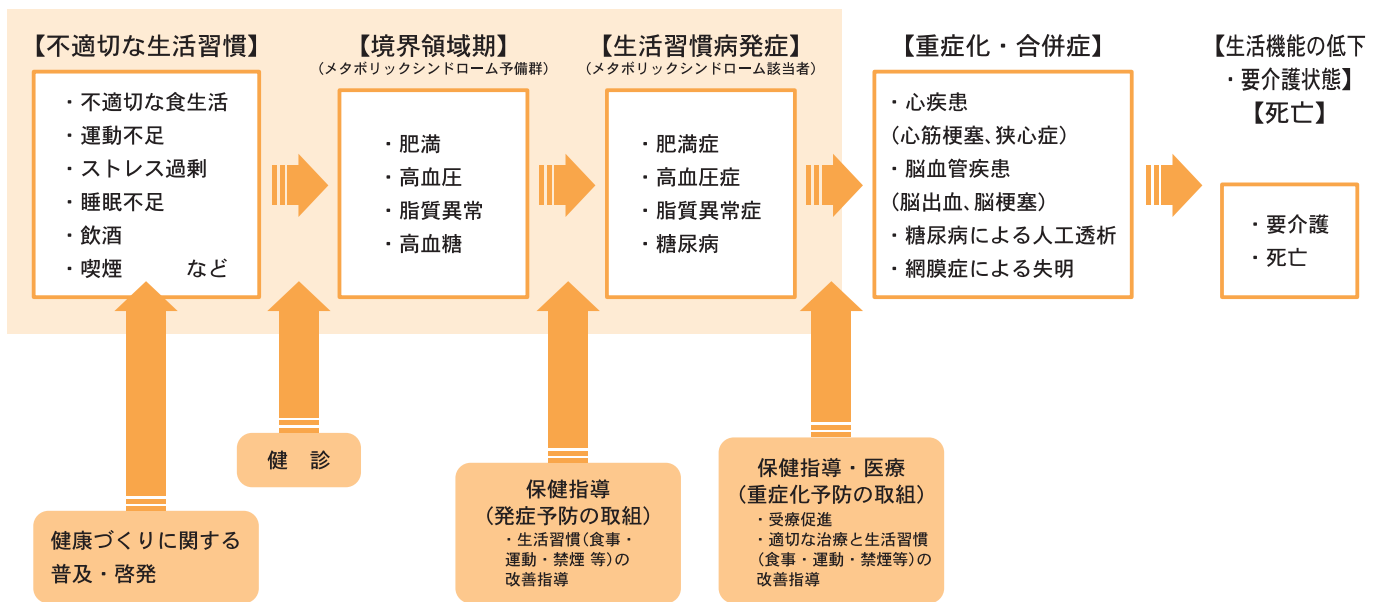 【不適切な生活習慣】
・不適切な食生活
・運動不足
・ストレス過剰
・睡眠不足
・飲酒
・喫煙　　　など
【境界領域期】
(メタボリックシンドローム予備群)
・肥満
・高血圧
・脂質異常
・高血糖
【生活習慣病発症】
(メタボリックシンドローム該当者)
・肥満症
・高血圧症
・脂質異常症
・糖尿病
【重症化・合併症】
・心疾患
(心筋梗塞、狭心症)
・脳血管疾患
(脳出血、脳梗塞)
・糖尿病による人工透析
・網膜症による失明
【生活機能の低下
・要介護状態】
【死亡】
・要介護
・死亡
健康づくりに関する
普及・啓発
健　診
保健指導
(発症予防の取組)
・生活習慣(食事・
運動・禁煙 等)の
改善指導
保健指導・医療
(重症化予防の取組)
・受療促進
・適切な治療と生活習慣
(食事・運動・禁煙等)の
改善指導